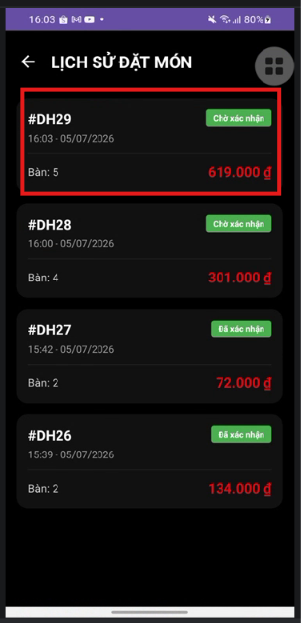 16.03
80%
LỊCH SỬ ĐẶT MÓN
#DH29
Chờ xác nhận
16:03 - 05/07/2026
Bàn: 5
619.000 ₫
#DH28
Chờ xác nhận
16:00 - 05/07/2026
Bàn: 4
301.000 ₫
#DH27
Đã xác nhận
15:42 - 05/07/2026
Bàn: 2
72.000 ₫
#DH26
Đã xác nhận
15:39 - 05/07/2026
Bàn: 2
134.000 ₫